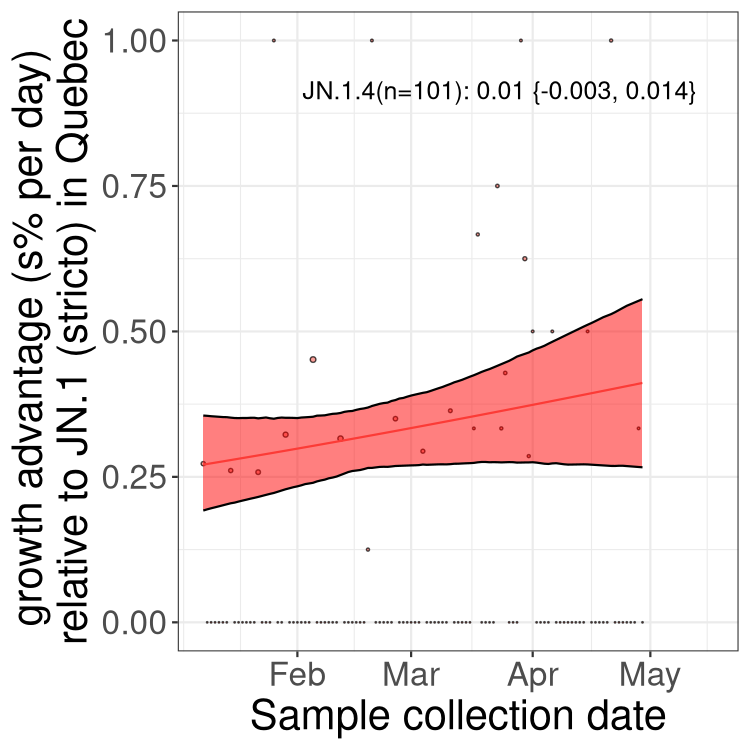 growth advantage (s% per day)
relative to JN.1 (stricto) in Quebec
1.00
0.75
0.50
0.25
0.00
JN.1.4(n=101): 0.01 {-0.003, 0.014}
Feb Mar Apr May
Sample collection date